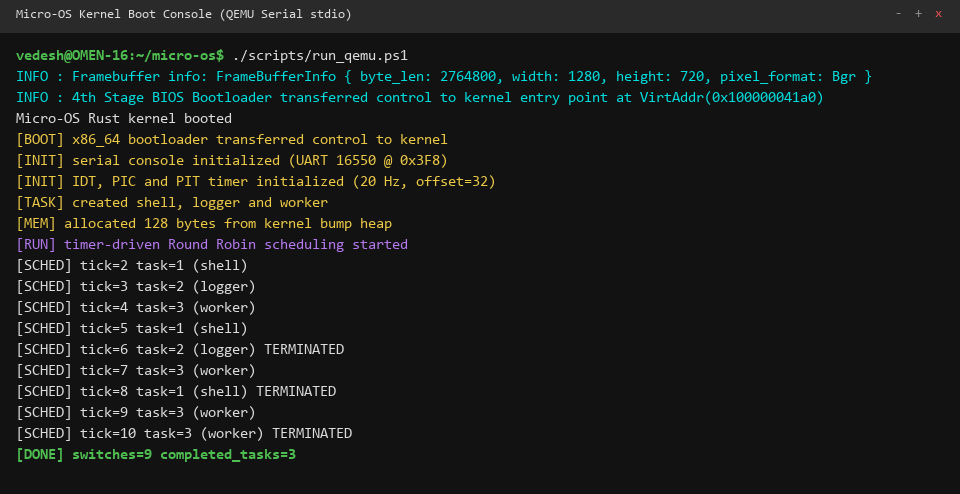 Micro-OS Kernel Boot Console (QEMU Serial stdio) - + x
vedesh@OMEN-16:~/micro-os$ ./scripts/run_qemu.ps1
INFO : Framebuffer info: FrameBufferInfo { byte_len: 2764800, width: 1280, height: 720, pixel_format: Bgr }
INFO : 4th Stage BIOS Bootloader transferred control to kernel entry point at VirtAddr(0x100000041a0)
Micro-OS Rust kernel booted
[BOOT] x86_64 bootloader transferred control to kernel
[INIT] serial console initialized (UART 16550 @ 0x3F8)
[INIT] IDT, PIC and PIT timer initialized (20 Hz, offset=32)
[TASK] created shell, logger and worker
[MEM] allocated 128 bytes from kernel bump heap
[RUN] timer-driven Round Robin scheduling started
[SCHED] tick=2 task=1 (shell)
[SCHED] tick=3 task=2 (logger)
[SCHED] tick=4 task=3 (worker)
[SCHED] tick=5 task=1 (shell)
[SCHED] tick=6 task=2 (logger) TERMINATED
[SCHED] tick=7 task=3 (worker)
[SCHED] tick=8 task=1 (shell) TERMINATED
[SCHED] tick=9 task=3 (worker)
[SCHED] tick=10 task=3 (worker) TERMINATED
[DONE] switches=9 completed_tasks=3